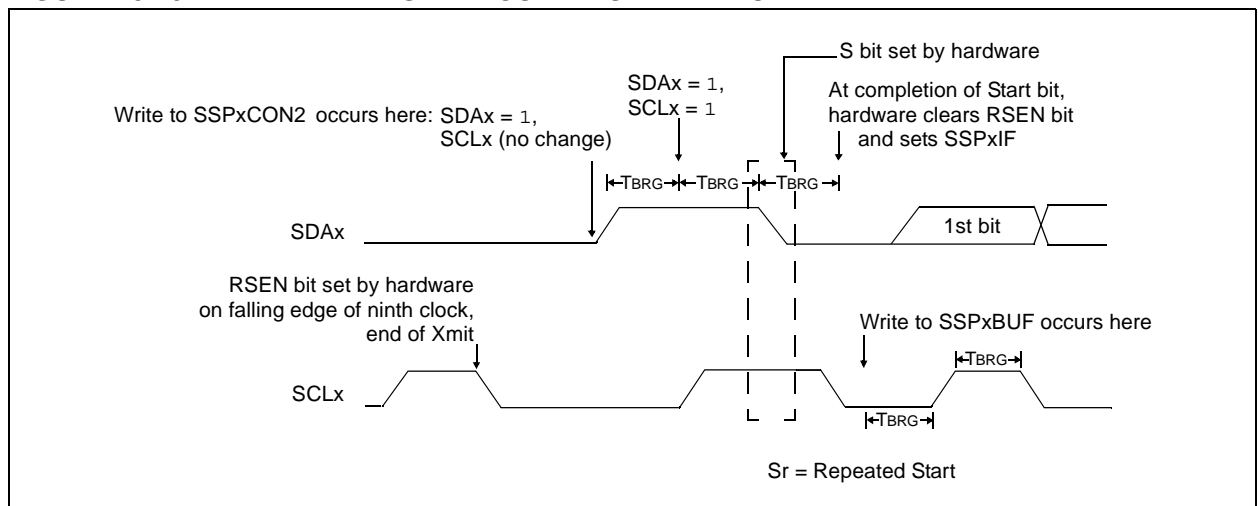 S bit set by hardware
SDAx = 1,
SCLx = 1
At completion of Start bit,
hardware clears RSEN bit
and sets SSPxIF
Write to SSPxCON2 occurs here: SDAx = 1,
SCLx (no change)
TBRG
TBRG
TBRG
SDAx
1st bit
RSEN bit set by hardware
on falling edge of ninth clock,
end of Xmit
Write to SSPxBUF occurs here
TBRG
SCLx
TBRG
Sr = Repeated Start